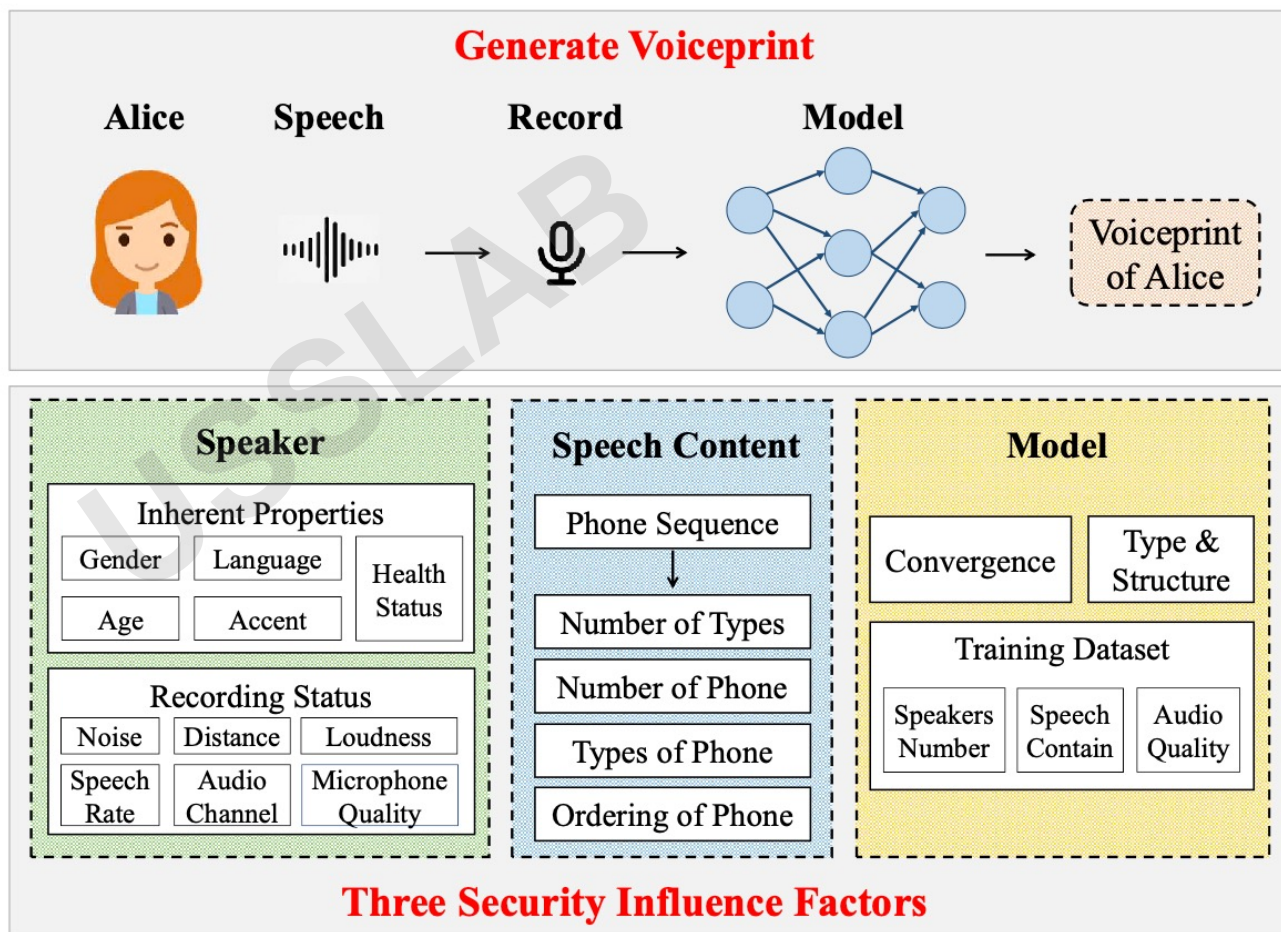 Generate Voiceprint
Alice
Speech
Record
Model
Voiceprint
of Alice
USSLAB
Speaker
Inherent Properties
Gender
Language
Health
Status
Age
Accent
Recording Status
Noise
Distance
Loudness
Speech
Rate
Audio
Channel
Microphone
Quality
Speech Content
Phone Sequence
Number of Types
Number of Phone
Types of Phone
Ordering of Phone
Model
Convergence
Type &
Structure
Training Dataset
Speakers
Number
Speech
Contain
Audio
Quality
Three Security Influence Factors